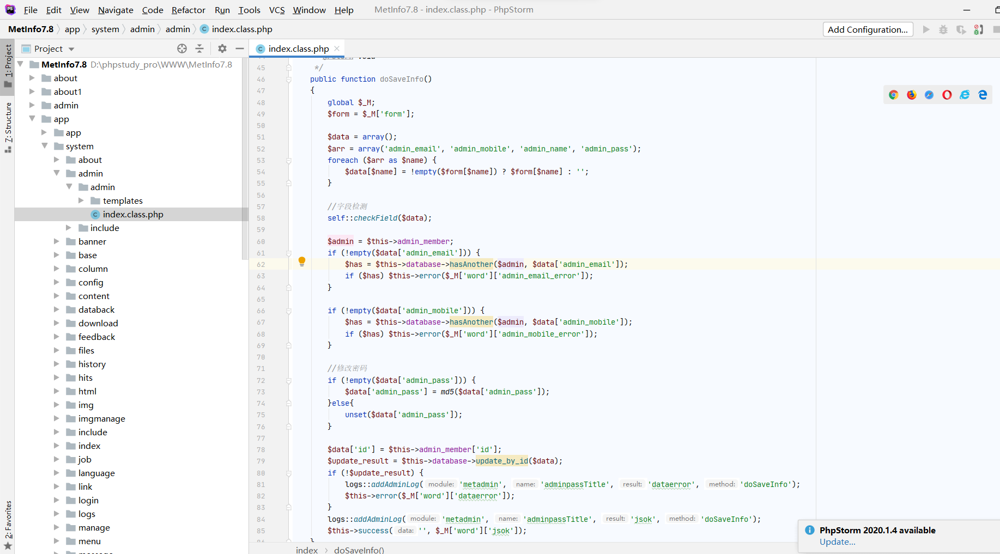 File Edit View Navigate Code Refactor Run Tools VCS Window Help MetInfo7.8 - index.class.php - PhpStorm
MetInfo7.8 app system admin admin index.class.php Add Configuration...
1: Project
7: Structure
2: Favorites
Project
MetInfo7.8 D:\phpstudy_pro\WWW\MetInfo7.8
about
about1
admin
app
app
system
about
admin
admin
templates
index.class.php
include
banner
base
column
config
content
databack
download
feedback
files
history
hits
html
img
imgmanage
include
index
job
language
link
login
logs
manage
menu
index.class.php
45 */
46 public function doSaveInfo()
47 {
48 global $_M;
49 $form = $_M['form'];
50
51 $data = array();
52 $arr = array('admin_email', 'admin_mobile', 'admin_name', 'admin_pass');
53 foreach ($arr as $name) {
54 $data[$name] = !empty($form[$name]) ? $form[$name] : '';
55 }
56
57 //字段检测
58 self::checkField($data);
59
60 $admin = $this->admin_member;
61 if (!empty($data['admin_email'])) {
62 $has = $this->database->hasAnother($admin, $data['admin_email']);
63 if ($has) $this->error($_M['word']['admin_email_error']);
64 }
65
66 if (!empty($data['admin_mobile'])) {
67 $has = $this->database->hasAnother($admin, $data['admin_mobile']);
68 if ($has) $this->error($_M['word']['admin_mobile_error']);
69 }
70
71 //修改密码
72 if (!empty($data['admin_pass'])) {
73 $data['admin_pass'] = md5($data['admin_pass']);
74 }else{
75 unset($data['admin_pass']);
76 }
77
78 $data['id'] = $this->admin_member['id'];
79 $update_result = $this->database->update_by_id($data);
80 if (!$update_result) {
81 logs::addAdminLog( module: 'metadmin', name: 'adminpassTitle', result: 'dataerror', method: 'doSaveInfo');
82 $this->error($_M['word']['dataerror']);
83 }
84 logs::addAdminLog( module: 'metadmin', name: 'adminpassTitle', result: 'jsok', method: 'doSaveInfo');
85 $this->success( data: '', $_M['word']['jsok']);
index doSaveInfo()
PhpStorm 2020.1.4 available
Update...